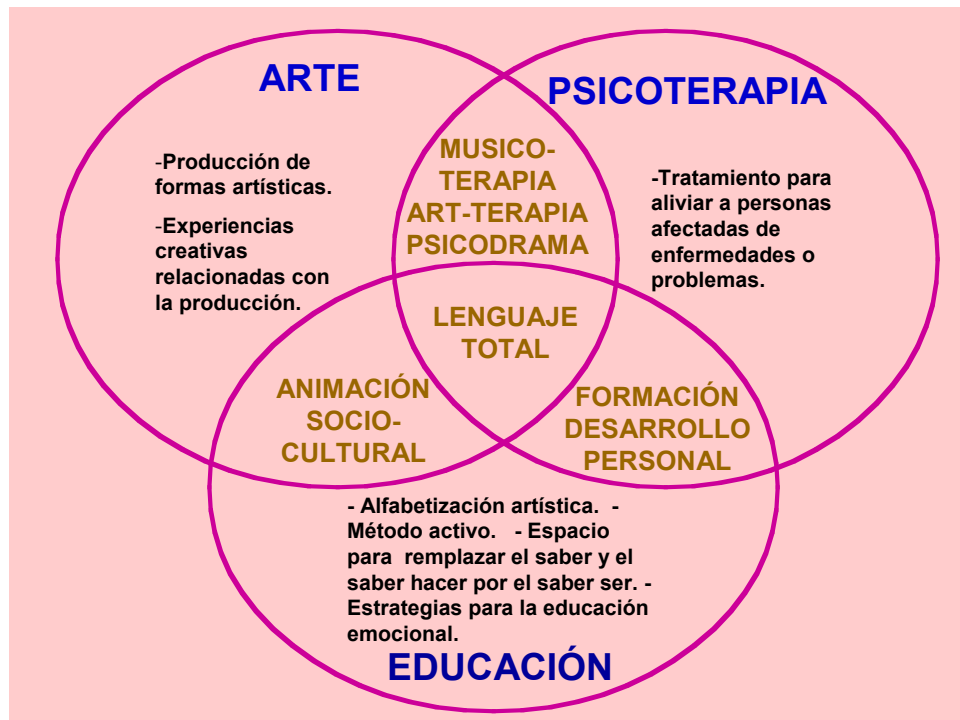 ARTE
PSICOTERAPIA
-Producción de
formas artísticas.
-Experiencias
creativas
relacionadas con
la producción.
MUSICO-
TERAPIA
ART-TERAPIA
PSICODRAMA
-Tratamiento para
aliviar a personas
afectadas de
enfermedades o
problemas.
LENGUAJE
TOTAL
ANIMACIÓN
SOCIO-
CULTURAL
FORMACIÓN
DESARROLLO
PERSONAL
- Alfabetización artística. -
Método activo. - Espacio
para remplazar el saber y el
saber hacer por el saber ser. -
Estrategias para la educación
emocional.
EDUCACIÓN